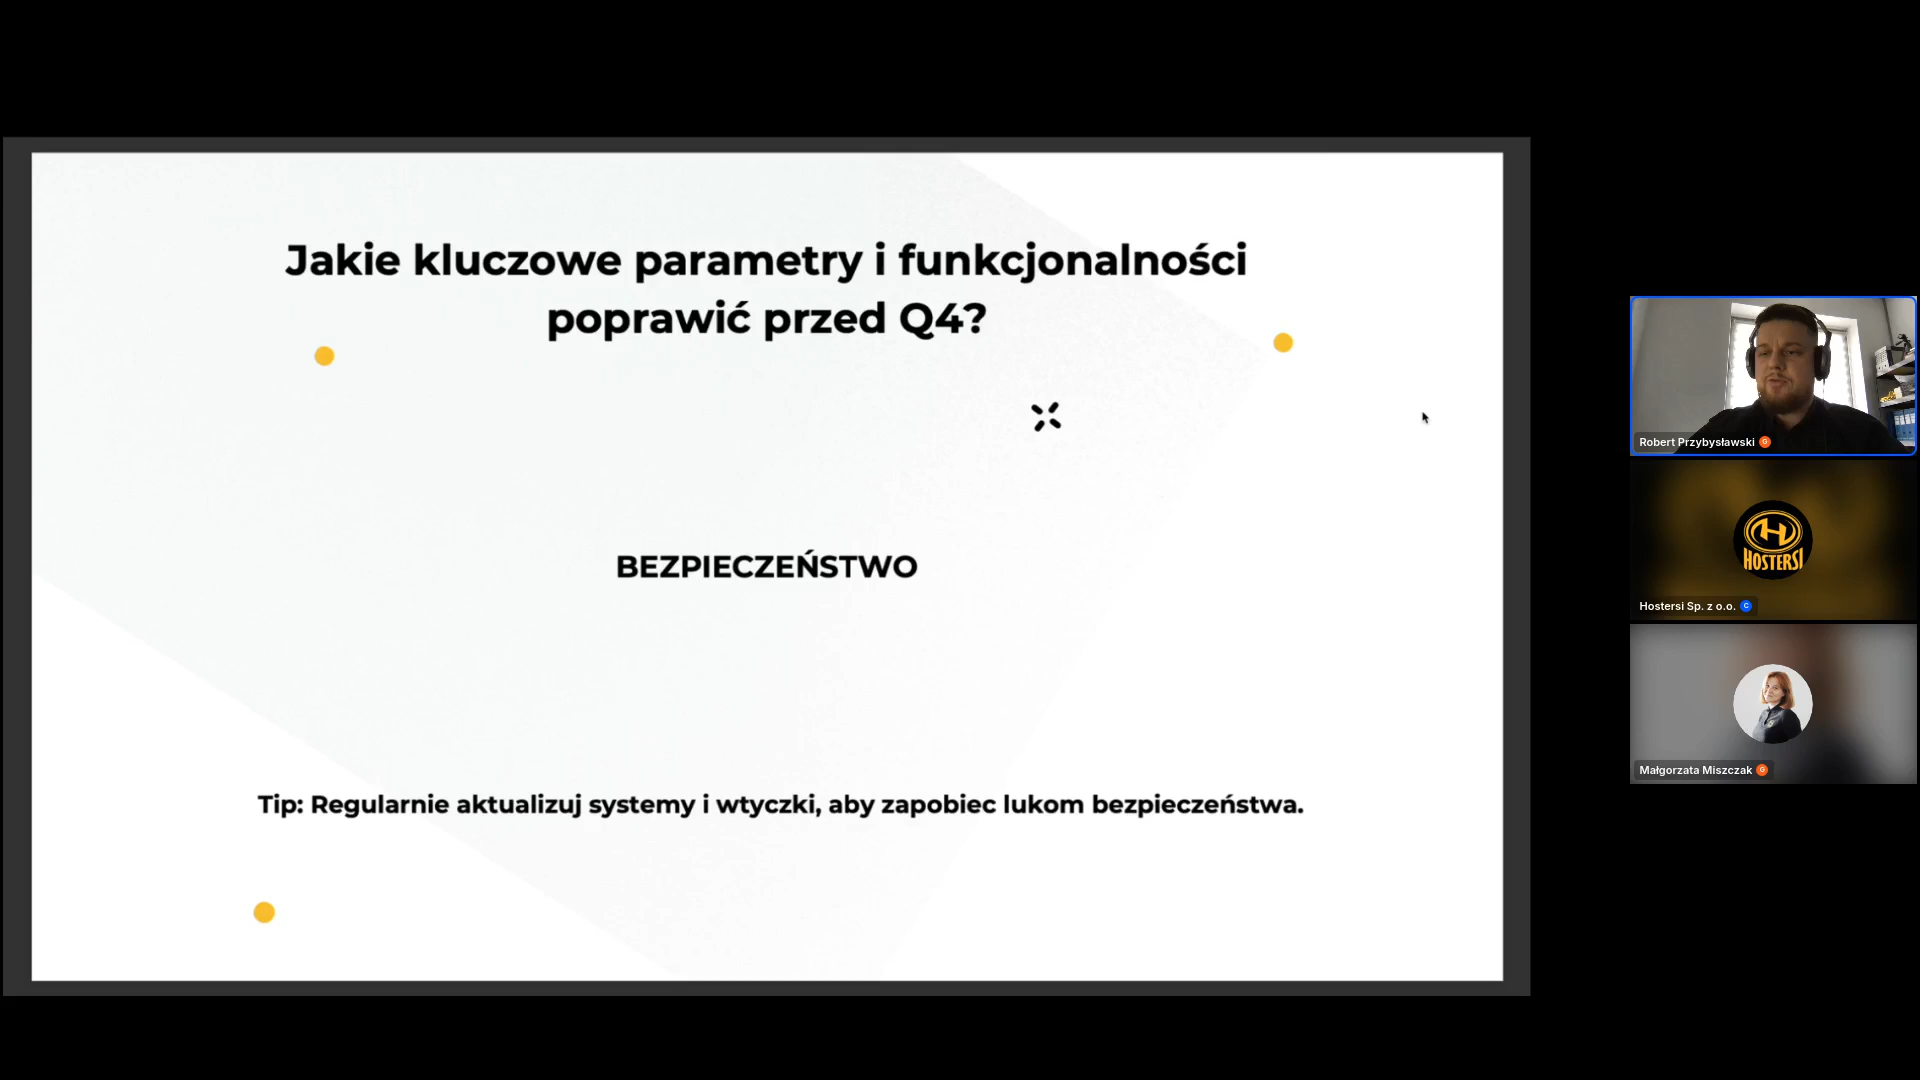 Jakie kluczowe parametry i funkcjonalności
poprawić przed Q4?
BEZPIECZEŃSTWO
Tip: Regularnie aktualizuj systemy i wtyczki, aby zapobiec lukom bezpieczeństwa.
Robert Przybysławski G
HOSTERSI
Hostersi Sp. z o.o. C
Małgorzata Miszczak G